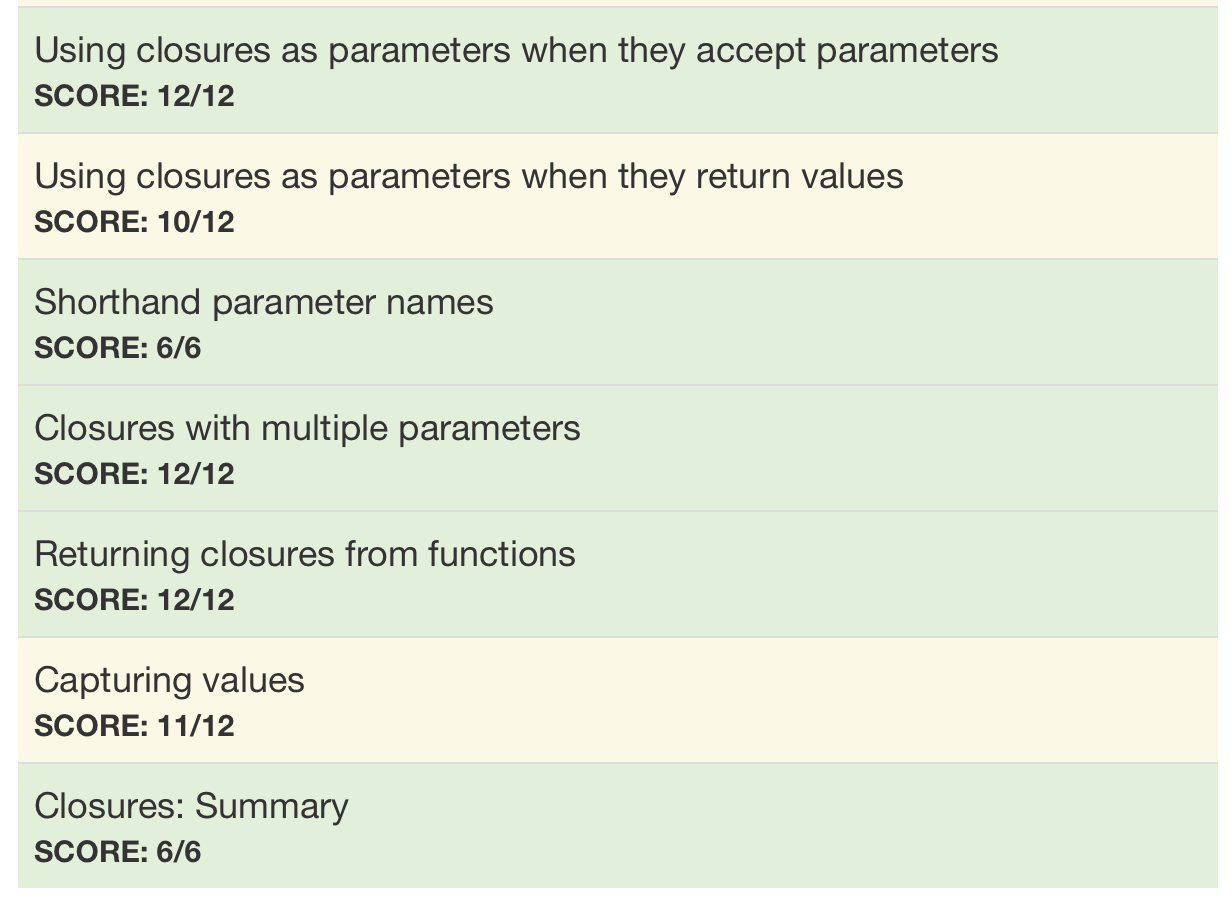 Using closures as parameters when they accept parameters
SCORE: 12/12
Using closures as parameters when they return values
SCORE: 10/12
Shorthand parameter names
SCORE: 6/6
Closures with multiple parameters
SCORE: 12/12
Returning closures from functions
SCORE: 12/12
Capturing values
SCORE: 11/12
Closures: Summary
SCORE: 6/6